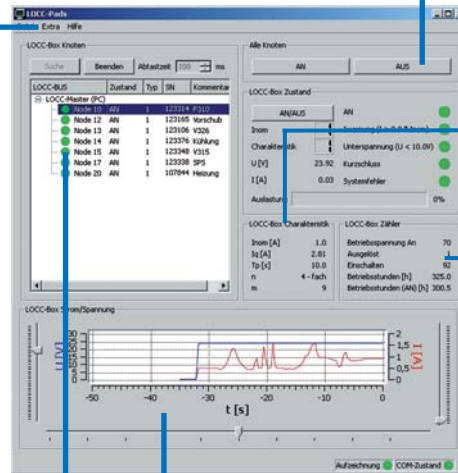 LOCC-Pads
Extra Hilfe
LOCC-Box Knoten
Suche Beenden Abtastzeit 100 ms
LOCC-BUS Zustand Typ SN Kommentar
LOCC-Master (PC)
Node 10 AN 1 123314 F310
Node 12 AN 1 123165 Vorschub
Node 13 AN 1 123106 V326
Node 14 AN 1 123376 Kühlung
Node 15 AN 1 123348 V315
Node 17 AN 1 123338 SPS
Node 20 AN 1 107844 Heizung
Alle Knoten
AN AUS
LOCC-Box Zustand
AN/AUS AN
Inom
Charakteristik Unterspannung (U < 10.0V)
U [V] 23.92 Kurzschluss
I [A] 0.03 Systemfehler
Auslastung 0%
LOCC-Box Charakteristik
Inom [A] 1.0
Iq [A] 2.81
Tp [s] 10.0
n 4 - fach
m 9
LOCC-Box Zähler
Betriebsspannung An 70
Ausgelöst 1
Einschalten 92
Betriebsstunden [h] 325.0
Betriebsstunden (AN) [h] 300.5
LOCC-Box Strom/Spannung
U [V]
2
1,5
1
0,5
0
I [A]
-50 -40 -30 -20 -10 0
t [s]
Aufzeichnung COM-Zustand